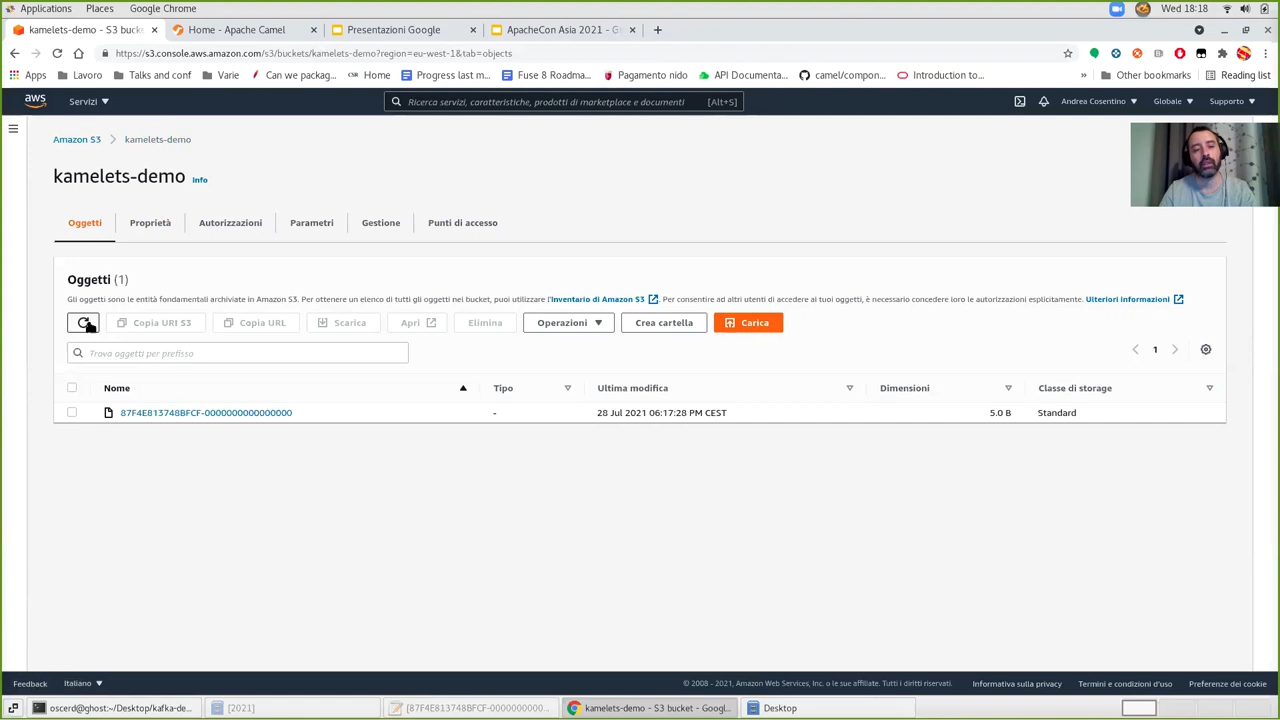 Applications Places Google Chrome Wed 18:18
kamelets-demo - S3 bucke Home - Apache Camel Presentazioni Google ApacheCon Asia 2021 - G
https://s3.console.aws.amazon.com/s3/buckets/kamelets-demo?region=eu-west-1&tab=objects
Apps Lavoro Talks and conf Varie Can we packag... CSR Home Progress last m... Fuse 8 Roadma... Pagamento nido API Documenta... camel/compon... Introduction to... » Other bookmarks Reading list
aws Servizi Ricerca servizi, caratteristiche, prodotti di marketplace e documenti [Alt+S] Andrea Cosentino Globale Supporto
Amazon S3 kamelets-demo
kamelets-demo Info
Oggetti Proprietà Autorizzazioni Parametri Gestione Punti di accesso
Oggetti (1)
Gli oggetti sono le entità fondamentali archiviate in Amazon S3. Per ottenere un elenco di tutti gli oggetti nei bucket, puoi utilizzare l'Inventario di Amazon S3. Per consentire ad altri utenti di accedere ai tuoi oggetti, è necessario concedere loro le autorizzazioni esplicitamente. Ulteriori informazioni
Copia URI S3 Copia URL Scarica Apri Elimina Operazioni Crea cartella Carica
Trova oggetti per prefisso 1
Nome Tipo Ultima modifica Dimensioni Classe di storage
87F4E813748BFCF-0000000000000000 - 28 Jul 2021 06:17:28 PM CEST 5.0 B Standard
Feedback Italiano © 2008 - 2021, Amazon Web Services, Inc. o le sue affiliate. Tutti i diritti riservati. Informativa sulla privacy Termini e condizioni d'uso Preferenze dei cookie
oscerd@ghost:~/Desktop/kafka-de... [2021] [87F4E813748BFCF-000000000... kamelets-demo - S3 bucket - Googl... Desktop